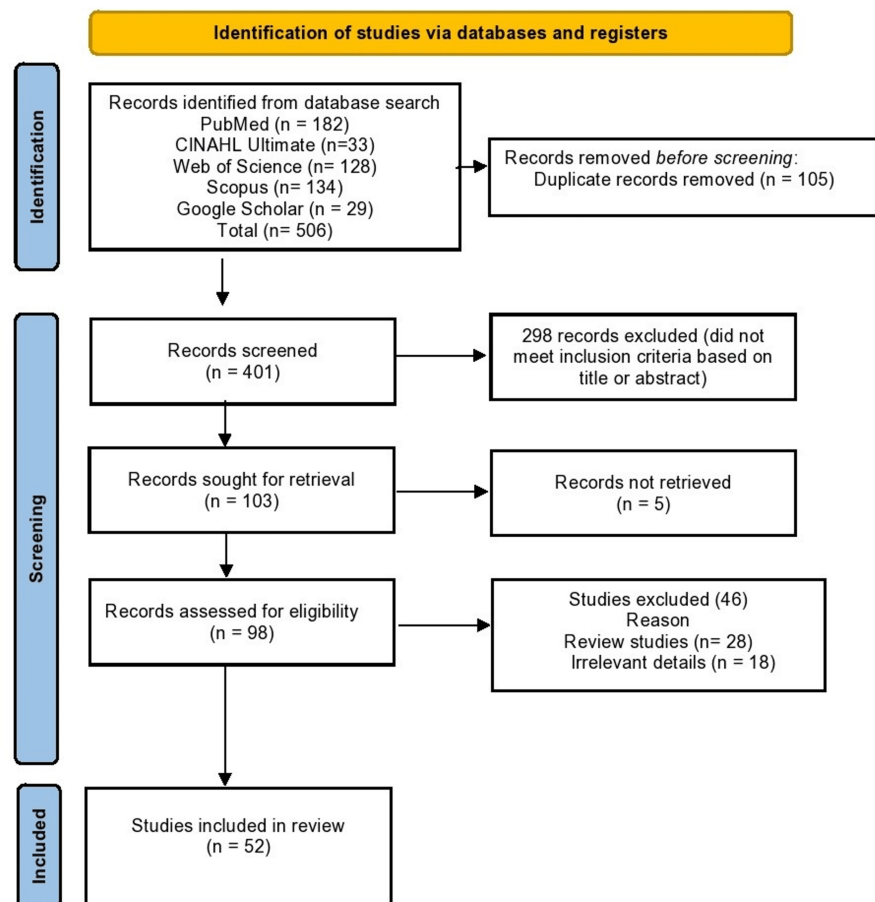 Identification of studies via databases and registers
Identification
Records identified from database search
PubMed (n = 182)
CINAHL Ultimate (n=33)
Web of Science (n= 128)
Scopus (n= 134)
Google Scholar (n = 29)
Total (n= 506)
Records removed before screening:
Duplicate records removed (n = 105)
Screening
Records screened
(n = 401)
298 records excluded (did not
meet inclusion criteria based on
title or abstract)
Records sought for retrieval
(n = 103)
Records not retrieved
(n = 5)
Records assessed for eligibility
(n = 98)
Studies excluded (46)
Reason
Review studies (n= 28)
Irrelevant details (n = 18)
Included
Studies included in review
(n = 52)